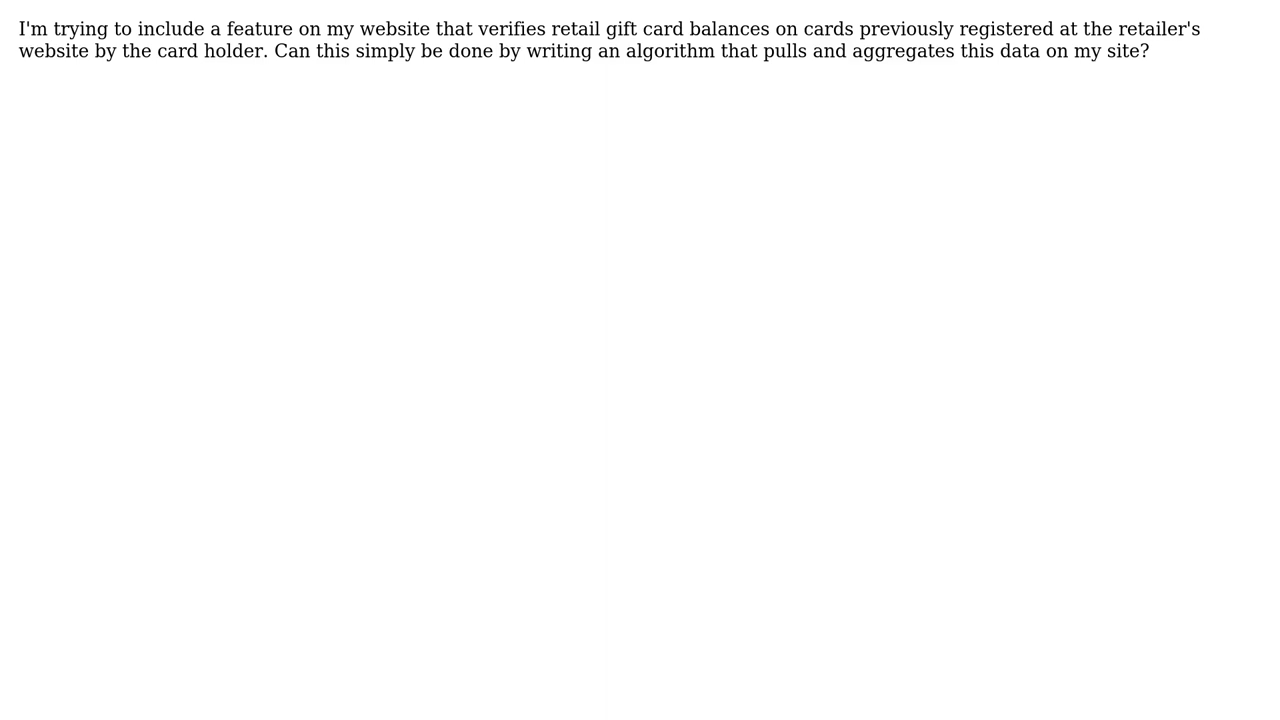 I'm trying to include a feature on my website that verifies retail gift card balances on cards previously registered at the retailer's
website by the card holder. Can this simply be done by writing an algorithm that pulls and aggregates this data on my site?